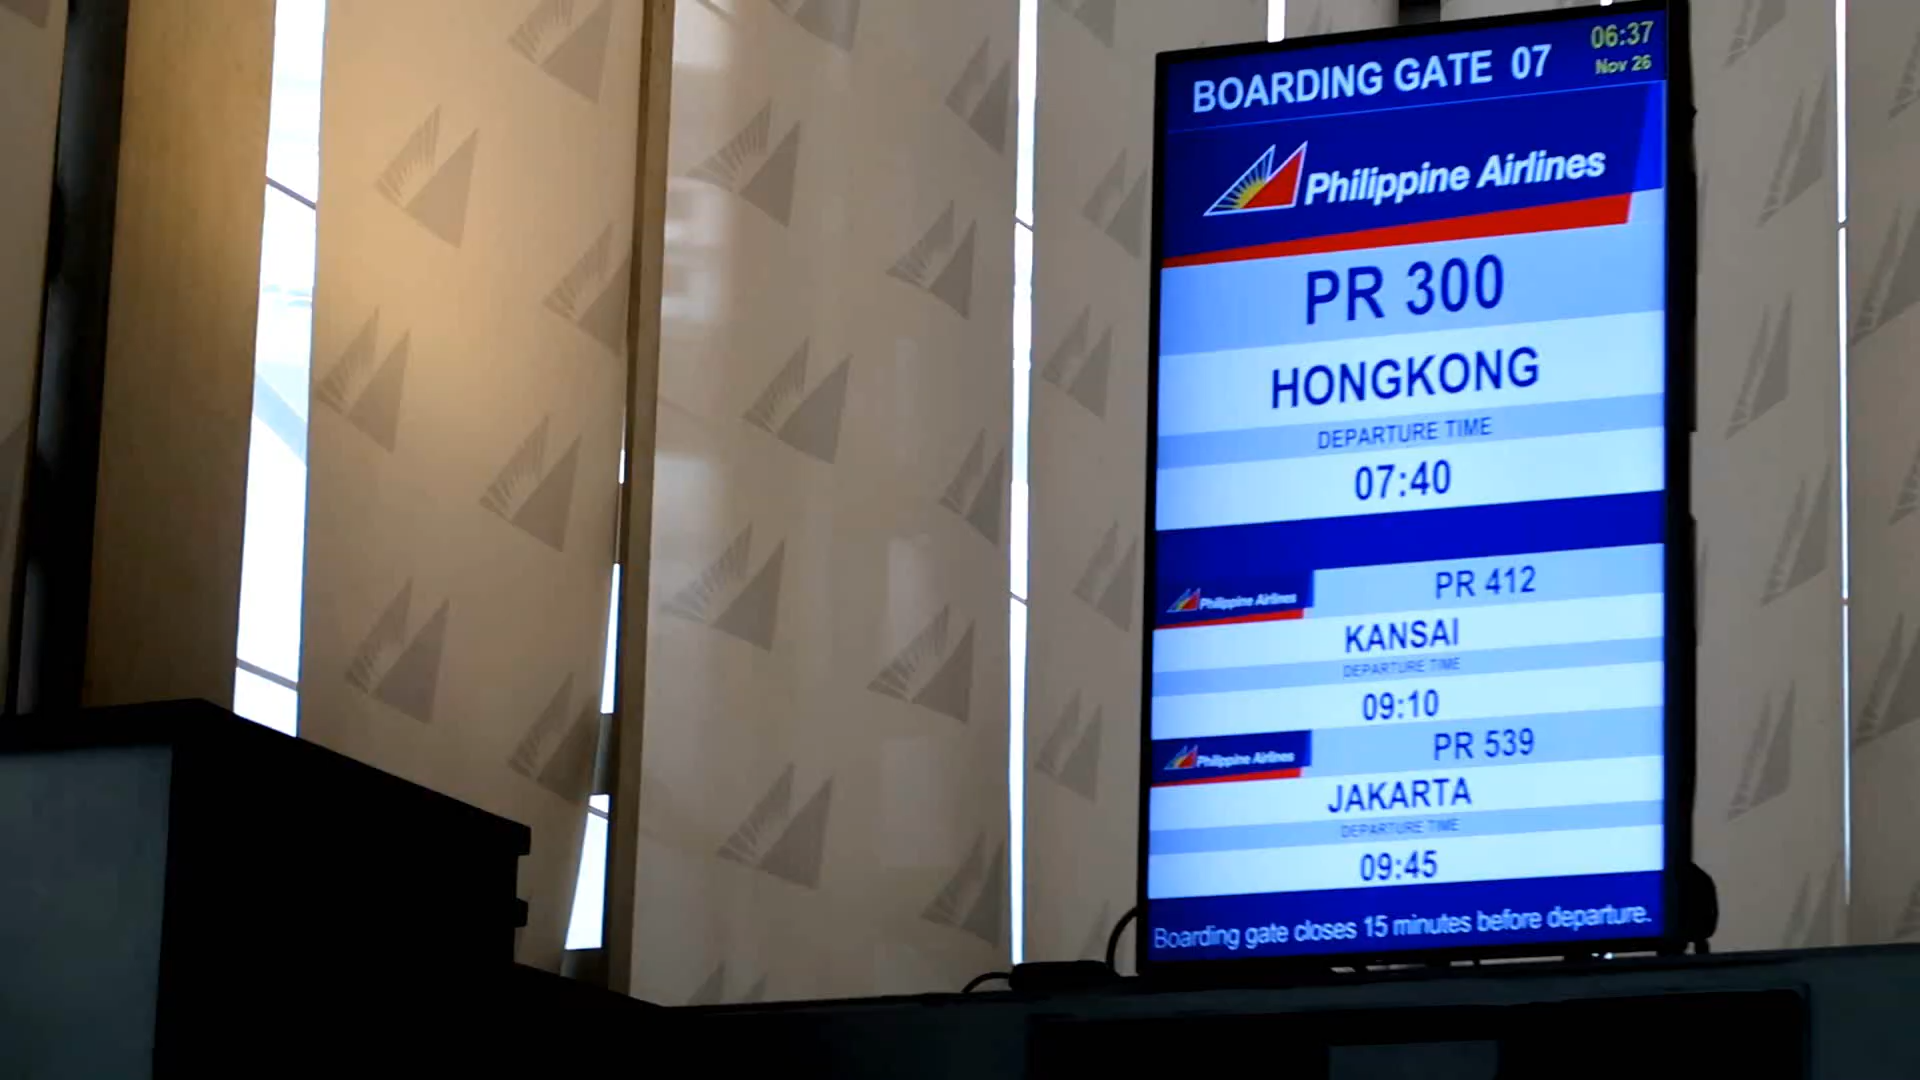 BOARDING GATE 07
06:37
Nov 26
Philippine Airlines
PR 300
HONGKONG
DEPARTURE TIME
07:40
Philippine Airlines
PR 412
KANSAI
DEPARTURE TIME
09:10
Philippine Airlines
PR 539
JAKARTA
DEPARTURE TIME
09:45
Boarding gate closes 15 minutes before departure.